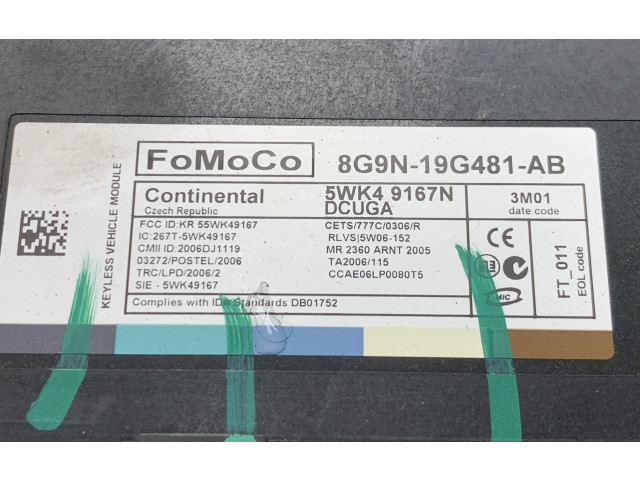 KEYLESS VEHICLE MODULE
FoMoCo 8G9N-19G481-AB
Continental
Czech Republic
5WK4 9167N
DCUGA
3M01
date code
FCC ID:KR 55WK49167
IC:267T-5WK49167
CMII ID:2006DJ1119
03272/POSTEL/2006
TRC/LPD/2006/2
SIE - 5WK49167
CETS/777C/0306/R
RLVS|5W06-152
MR 2360 ARNT 2005
TA2006/115
CCAE06LP0080T5
CE
MIC
FT_011
EOL code
Complies with IDA Standards DB01752